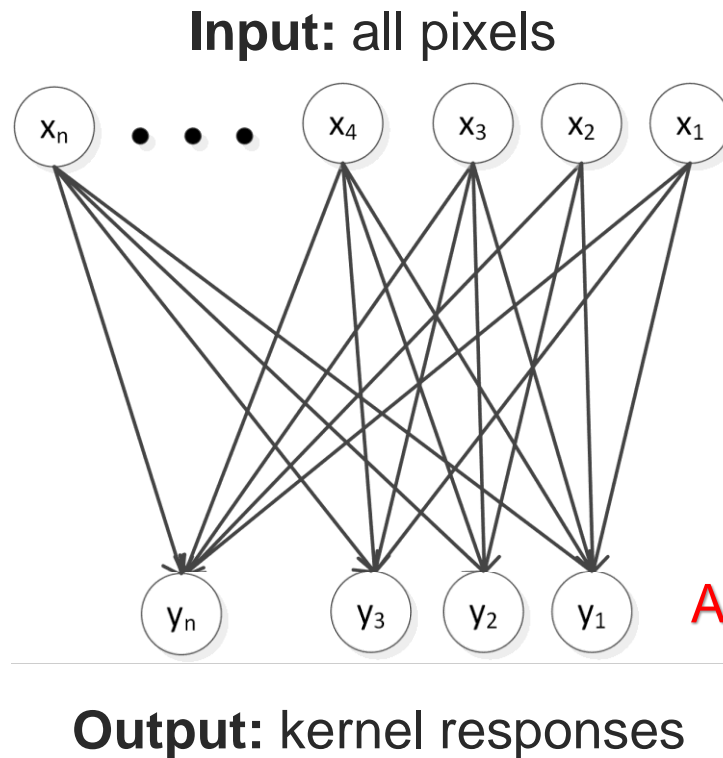 Input: all pixels
xₙ • • • x₄ x₃ x₂ x₁
yₙ y₃ y₂ y₁ A
Output: kernel responses